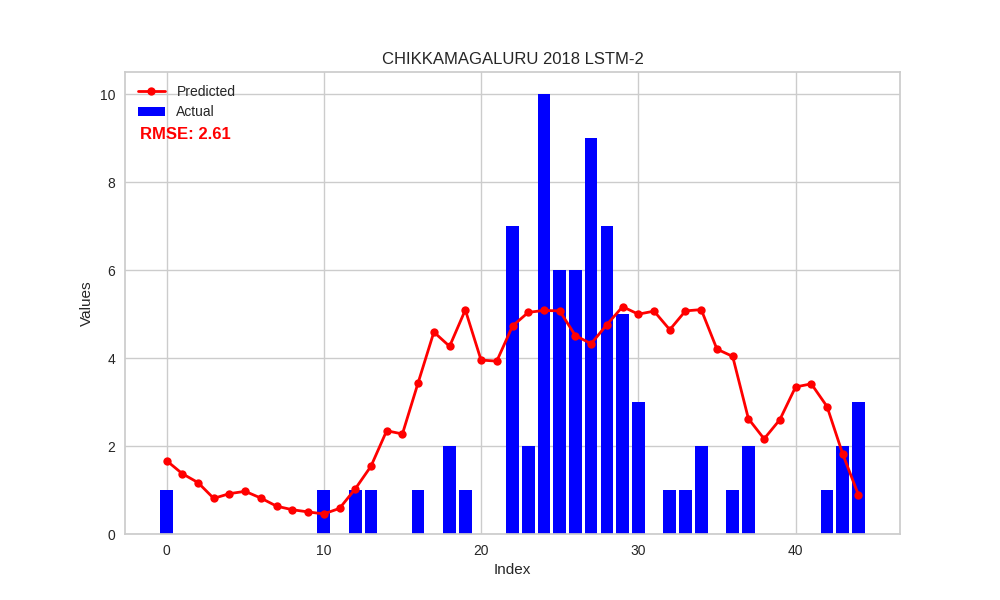 CHIKKAMAGALURU 2018 LSTM-2
Predicted
Actual
RMSE: 2.61
Values
10
8
6
4
2
0
0 10 20 30 40
Index